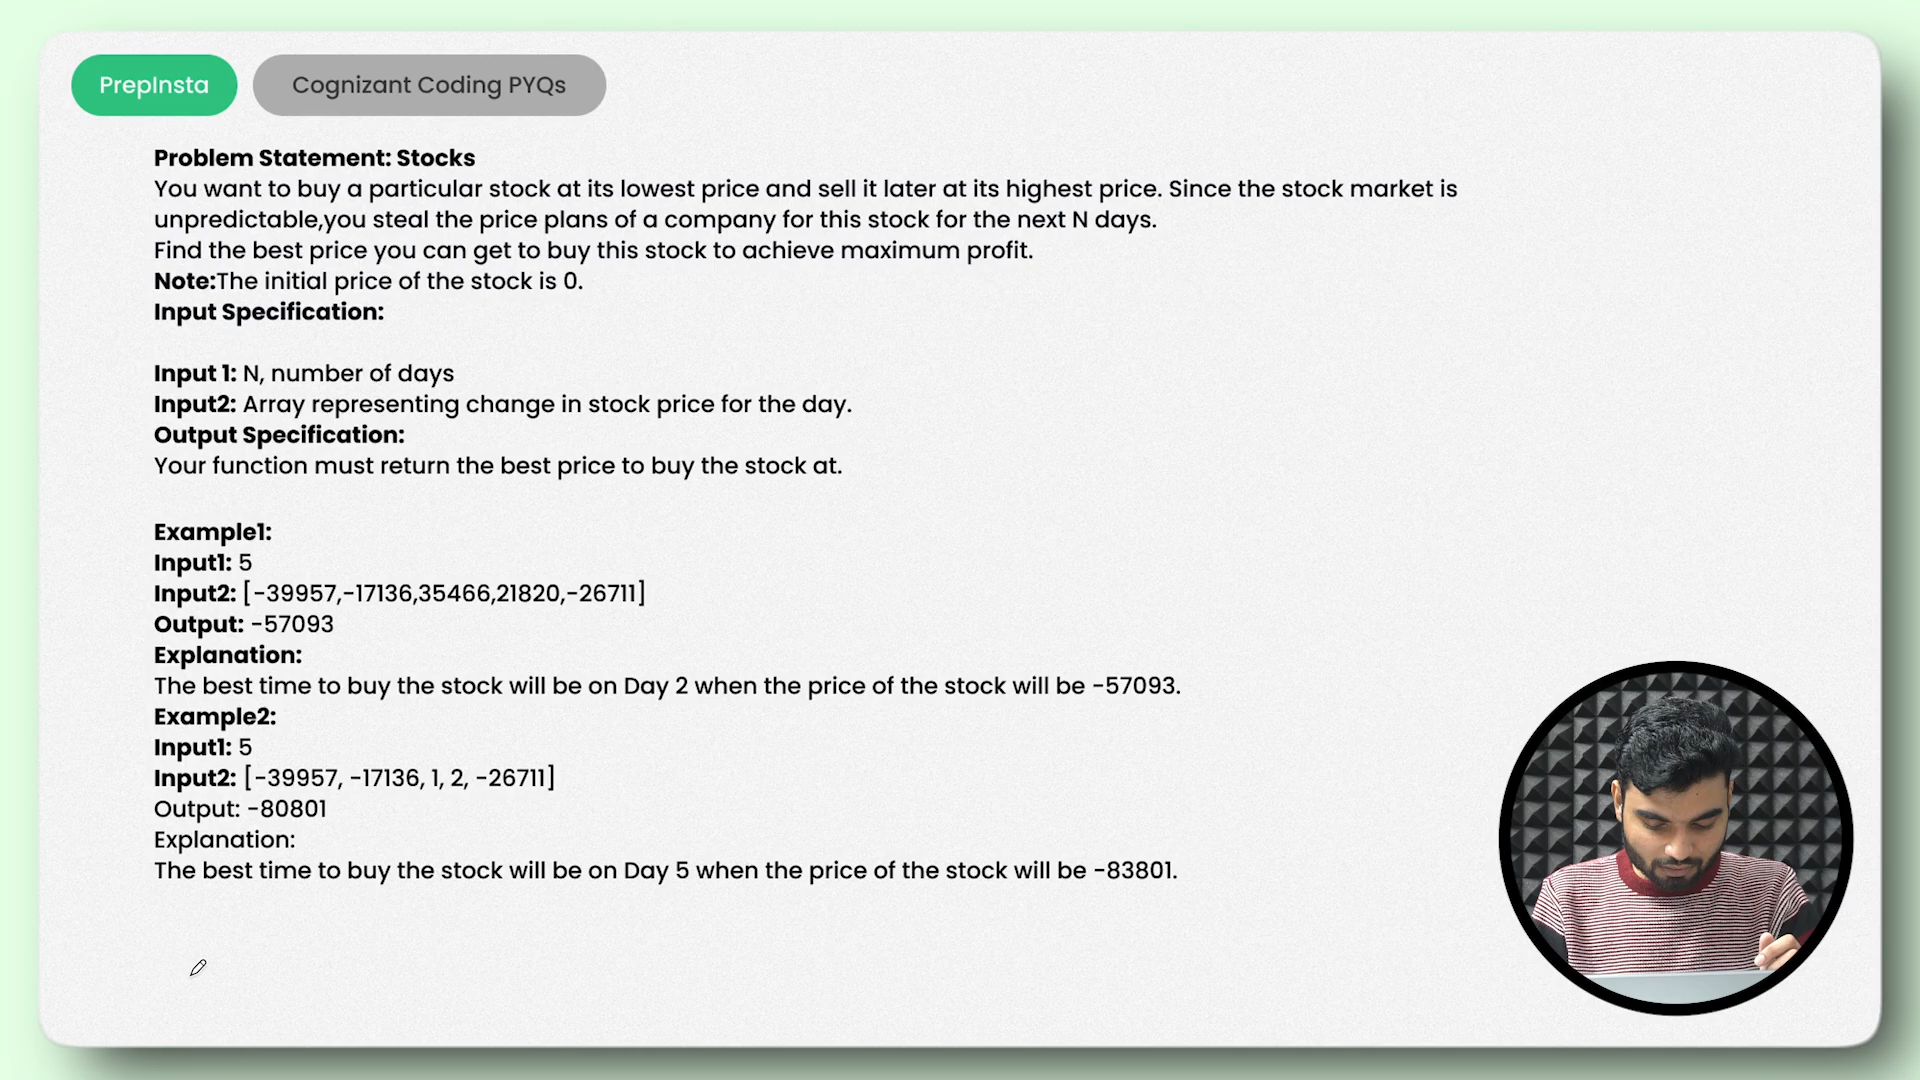 PrepInsta
Cognizant Coding PYQs
Problem Statement: Stocks
You want to buy a particular stock at its lowest price and sell it later at its highest price. Since the stock market is
unpredictable,you steal the price plans of a company for this stock for the next N days.
Find the best price you can get to buy this stock to achieve maximum profit.
Note:The initial price of the stock is 0.
Input Specification:
Input 1: N, number of days
Input2: Array representing change in stock price for the day.
Output Specification:
Your function must return the best price to buy the stock at.
Example1:
Input1: 5
Input2: [-39957,-17136,35466,21820,-26711]
Output: -57093
Explanation:
The best time to buy the stock will be on Day 2 when the price of the stock will be -57093.
Example2:
Input1: 5
Input2: [-39957, -17136, 1, 2, -26711]
Output: -80801
Explanation:
The best time to buy the stock will be on Day 5 when the price of the stock will be -83801.